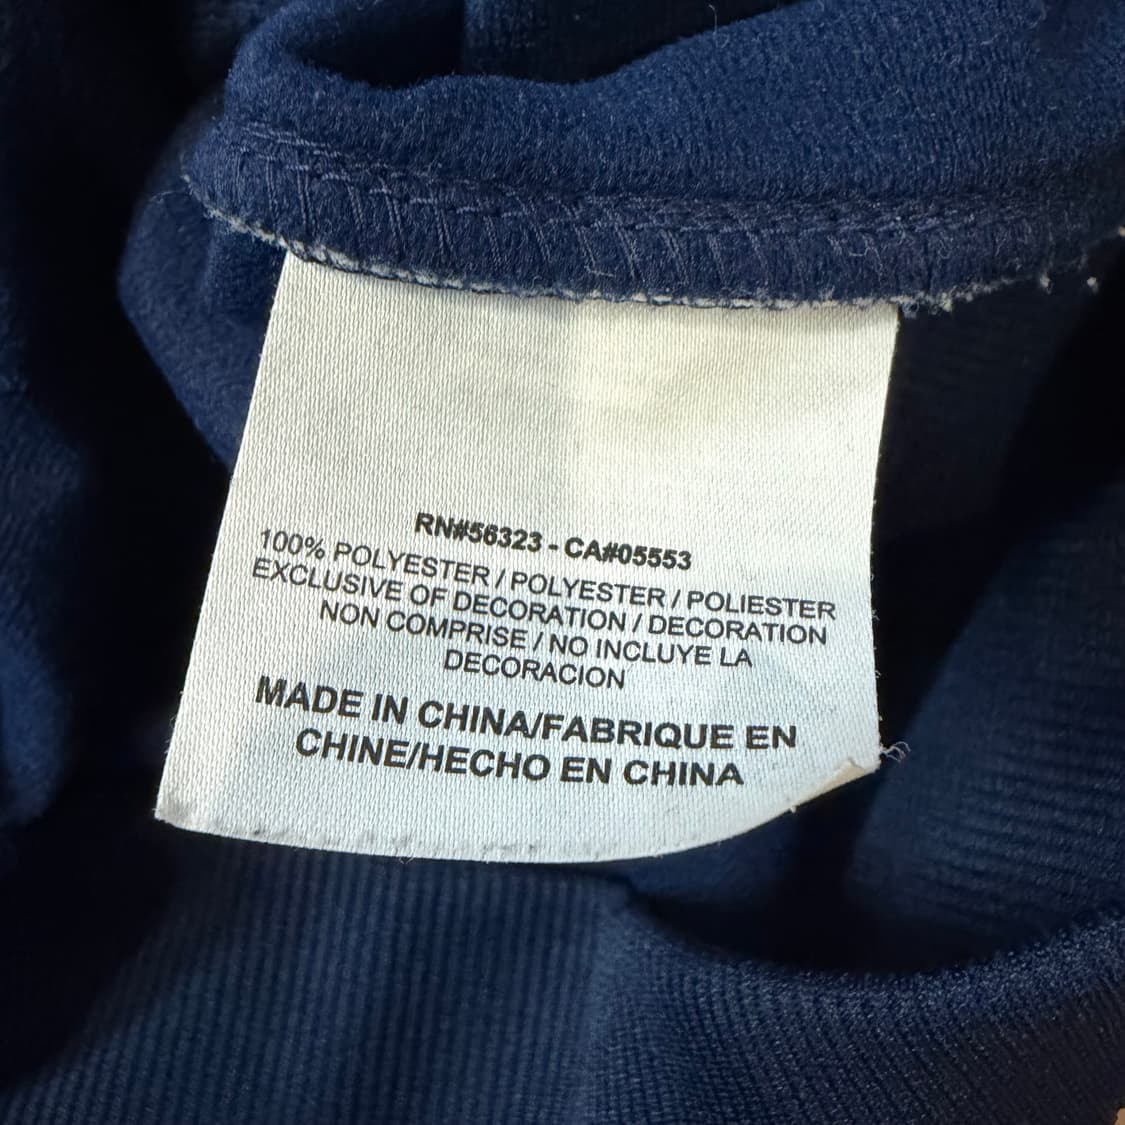 RN#56323 - CA#05553
100% POLYESTER / POLYESTER / POLIESTER
EXCLUSIVE OF DECORATION / DECORATION
NON COMPRISE / NO INCLUYE LA
DECORACION
MADE IN CHINA/FABRIQUE EN
CHINE/HECHO EN CHINA